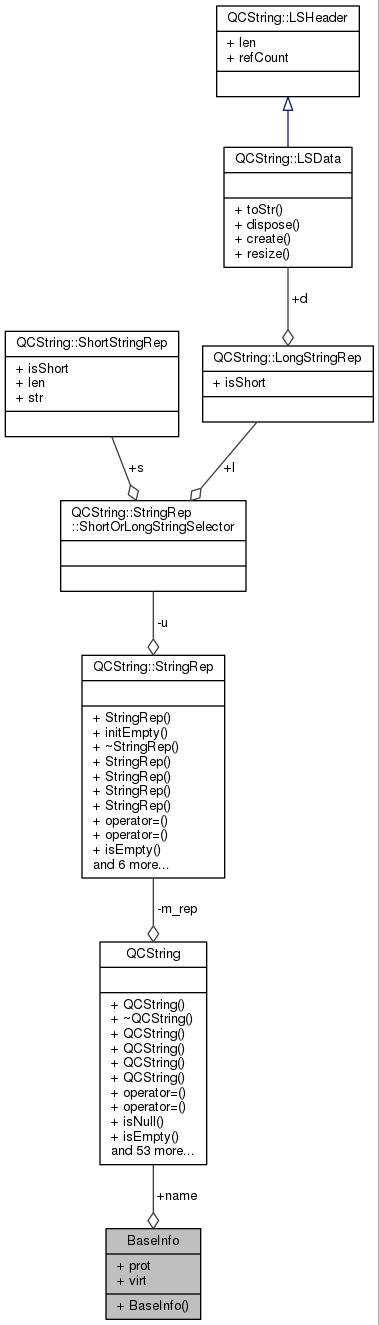 QCString::LSHeader
+ len
+ refCount
QCString::LSData
+ toStr()
+ dispose()
+ create()
+ resize()
+d
QCString::ShortStringRep
+ isShort
+ len
+ str
QCString::LongStringRep
+ isShort
+s
+l
QCString::StringRep
::ShortOrLongStringSelector
-u
QCString::StringRep
+ StringRep()
+ initEmpty()
+ ~StringRep()
+ StringRep()
+ StringRep()
+ StringRep()
+ StringRep()
+ operator=()
+ operator=()
+ isEmpty()
and 6 more...
-m_rep
QCString
+ QCString()
+ ~QCString()
+ QCString()
+ QCString()
+ QCString()
+ QCString()
+ operator=()
+ operator=()
+ isNull()
+ isEmpty()
and 53 more...
+name
BaseInfo
+ prot
+ virt
+ BaseInfo()